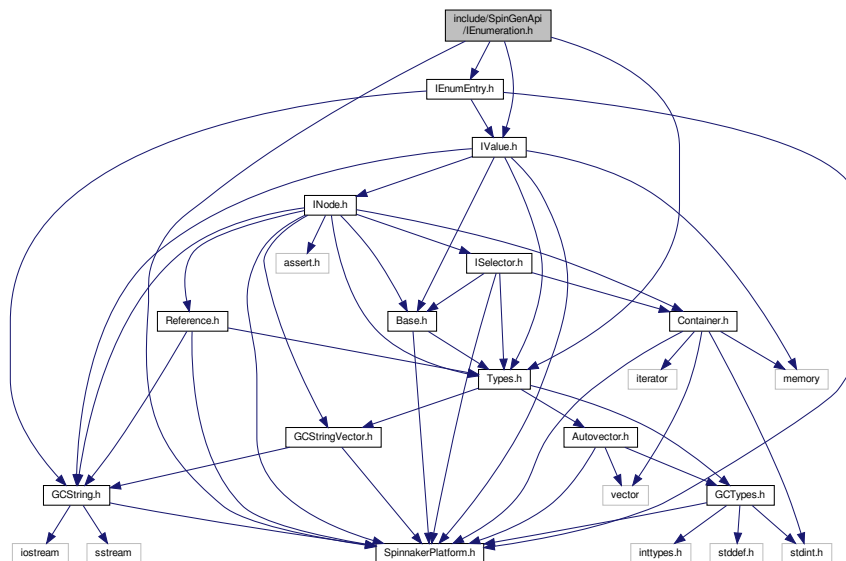 include/SpinGenApi
/IEnumeration.h
IEnumEntry.h
IValue.h
INode.h
assert.h
ISelector.h
Reference.h
Base.h
Container.h
Types.h
iterator
memory
GCStringVector.h
Autovector.h
GCString.h
vector
GCTypes.h
iostream
sstream
SpinnakerPlatform.h
inttypes.h
stddef.h
stdint.h